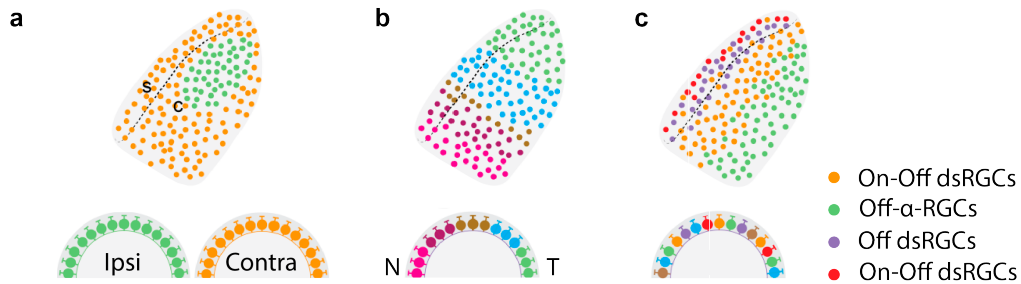 a
b
c
S
C
Ipsi
Contra
N
T
On-Off dsRGCs
Off-α-RGCs
Off dsRGCs
On-Off dsRGCs